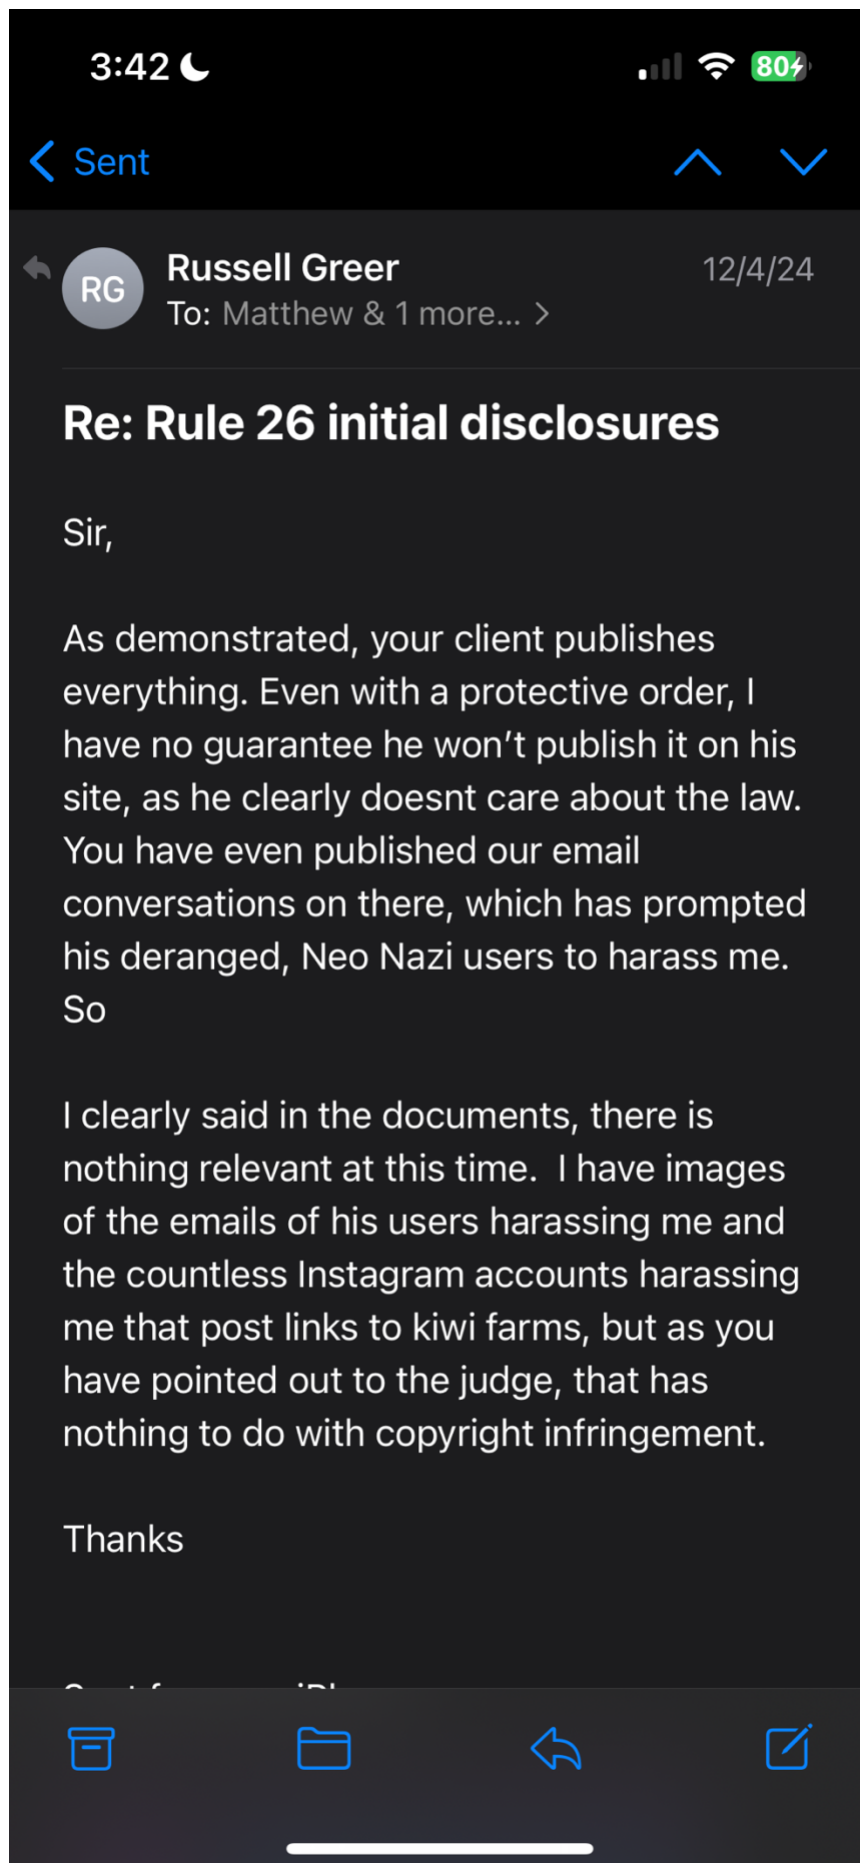 3:42
80
Sent
RG
Russell Greer
12/4/24
To: Matthew & 1 more...
Re: Rule 26 initial disclosures
Sir,
As demonstrated, your client publishes
everything. Even with a protective order, I
have no guarantee he won’t publish it on his
site, as he clearly doesnt care about the law.
You have even published our email
conversations on there, which has prompted
his deranged, Neo Nazi users to harass me.
So
I clearly said in the documents, there is
nothing relevant at this time.  I have images
of the emails of his users harassing me and
the countless Instagram accounts harassing
me that post links to kiwi farms, but as you
have pointed out to the judge, that has
nothing to do with copyright infringement.
Thanks